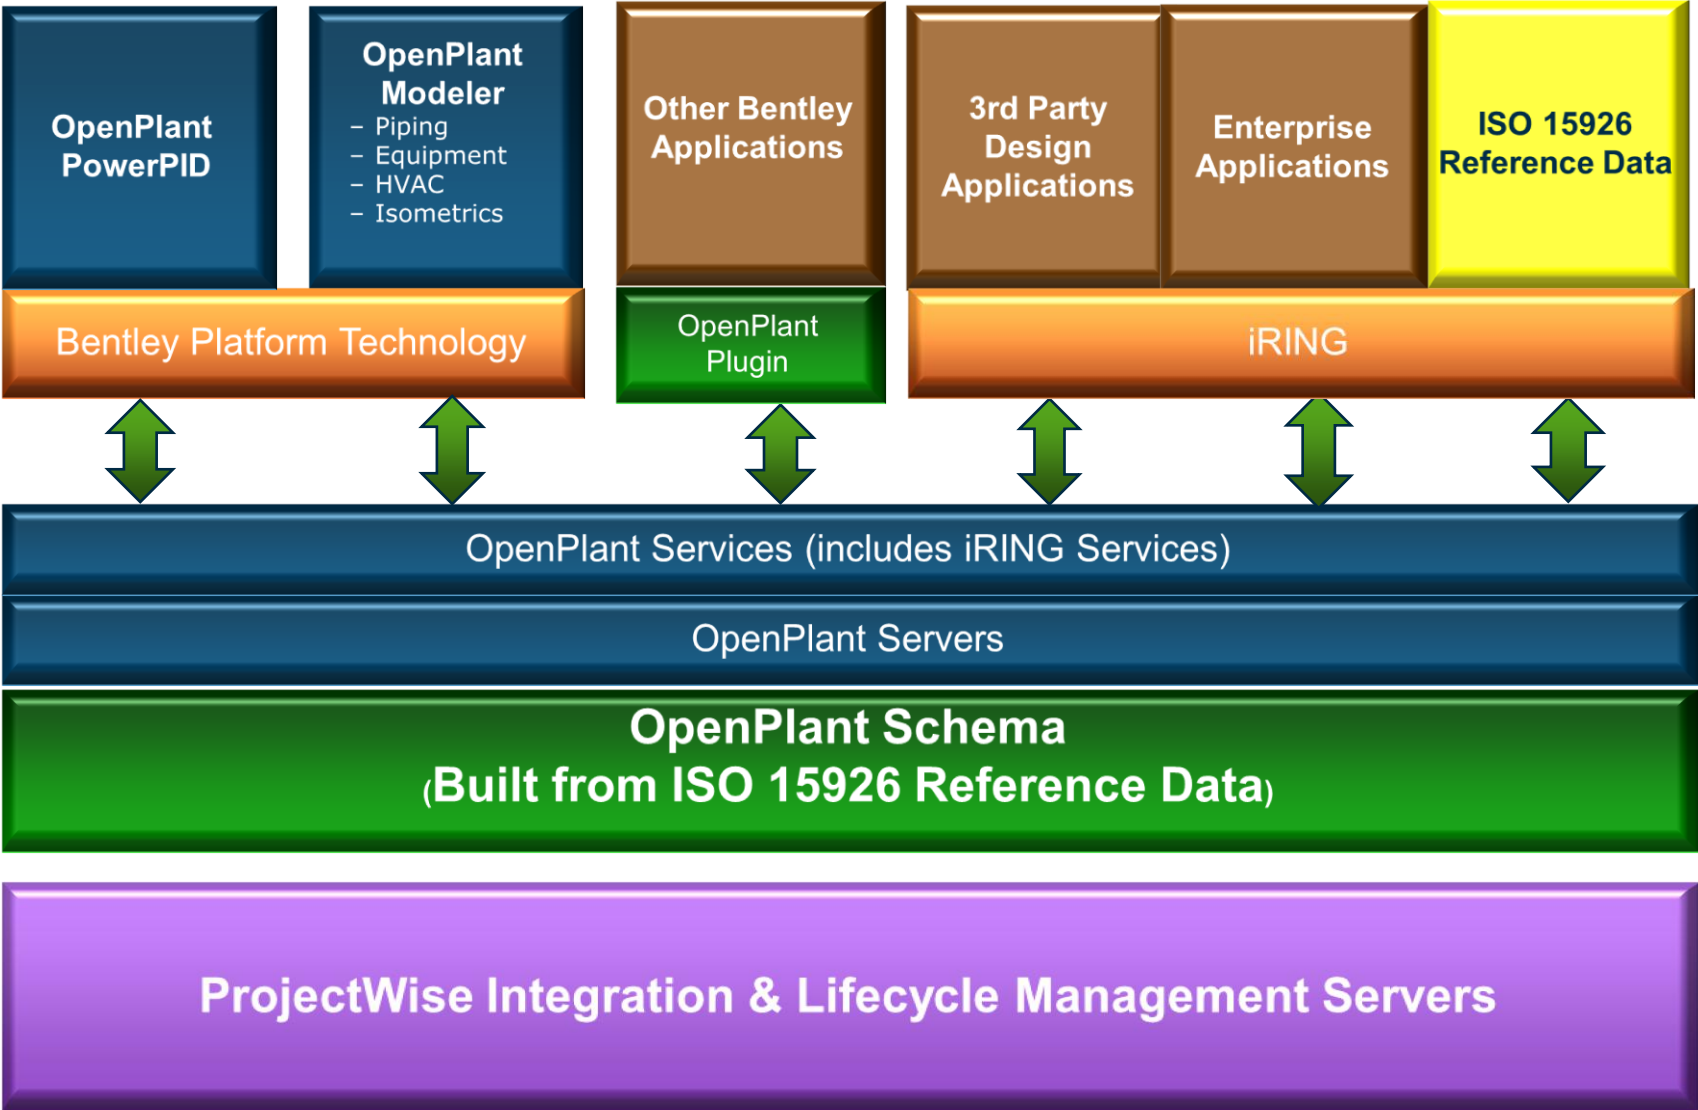 OpenPlant
PowerPID
OpenPlant
Modeler
– Piping
– Equipment
– HVAC
– Isometrics
Other Bentley
Applications
3rd Party
Design
Applications
Enterprise
Applications
ISO 15926
Reference Data
Bentley Platform Technology
OpenPlant
Plugin
iRING
OpenPlant Services (includes iRING Services)
OpenPlant Servers
OpenPlant Schema
(Built from ISO 15926 Reference Data)
ProjectWise Integration & Lifecycle Management Servers